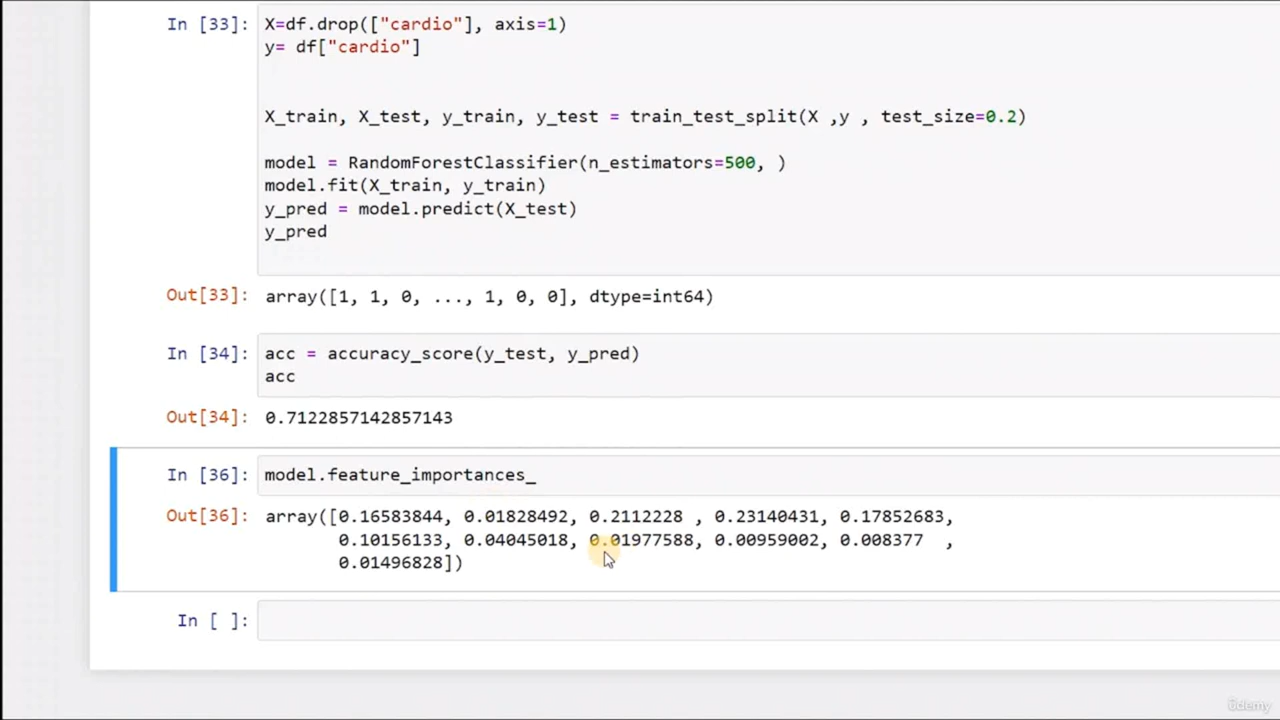 In [33]: X=df.drop(["cardio"], axis=1)
y= df["cardio"]
X_train, X_test, y_train, y_test = train_test_split(X ,y , test_size=0.2)
model = RandomForestClassifier(n_estimators=500, )
model.fit(X_train, y_train)
y_pred = model.predict(X_test)
y_pred
Out[33]: array([1, 1, 0, ..., 1, 0, 0], dtype=int64)
In [34]: acc = accuracy_score(y_test, y_pred)
acc
Out[34]: 0.7122857142857143
In [36]: model.feature_importances_
Out[36]: array([0.16583844, 0.01828492, 0.2112228 , 0.23140431, 0.17852683,
0.10156133, 0.04045018, 0.01977588, 0.00959002, 0.008377  ,
0.01496828])
In [ ]:
ûdemy